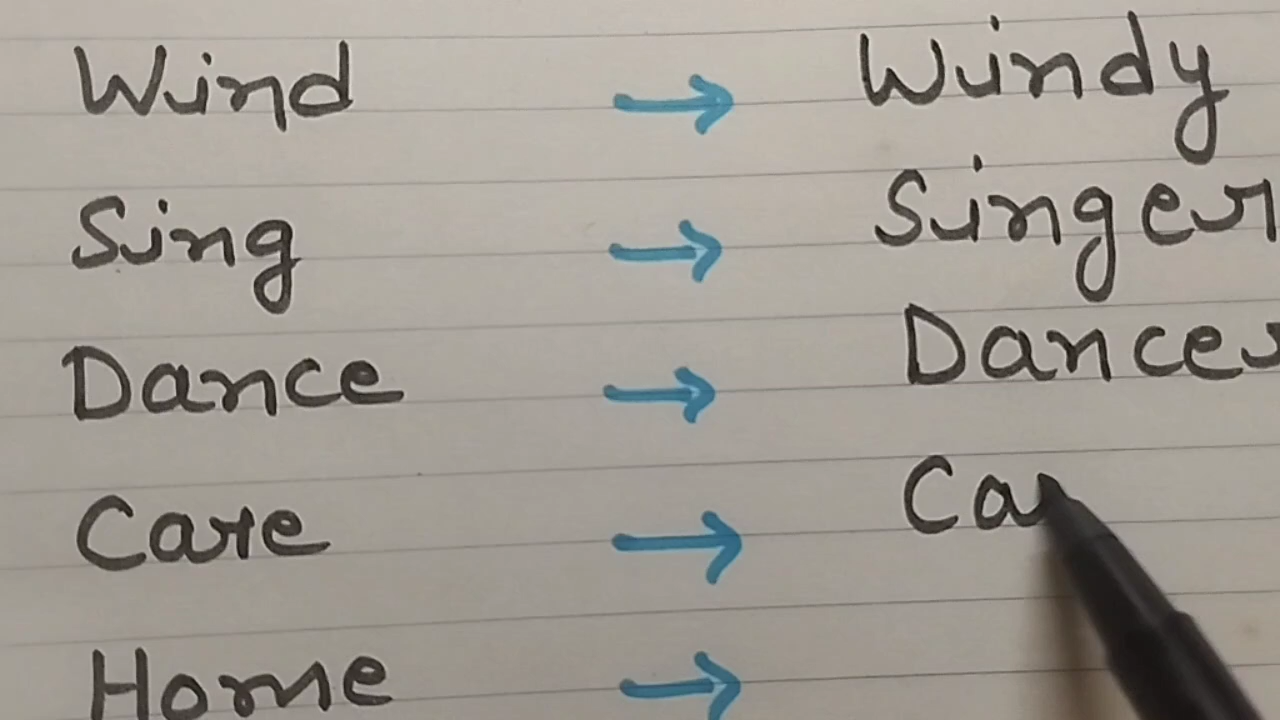 Wind → Windy
Sing → Singer
Dance → Dancer
Care → Ca
Home →